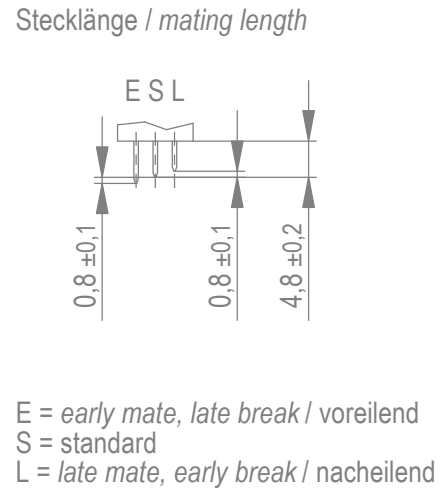 Stecklänge / mating length
E S L
0,8 ±0,1
0,8 ±0,1
4,8 ±0,2
E = early mate, late break / voreilend
S = standard
L = late mate, early break / nacheilend